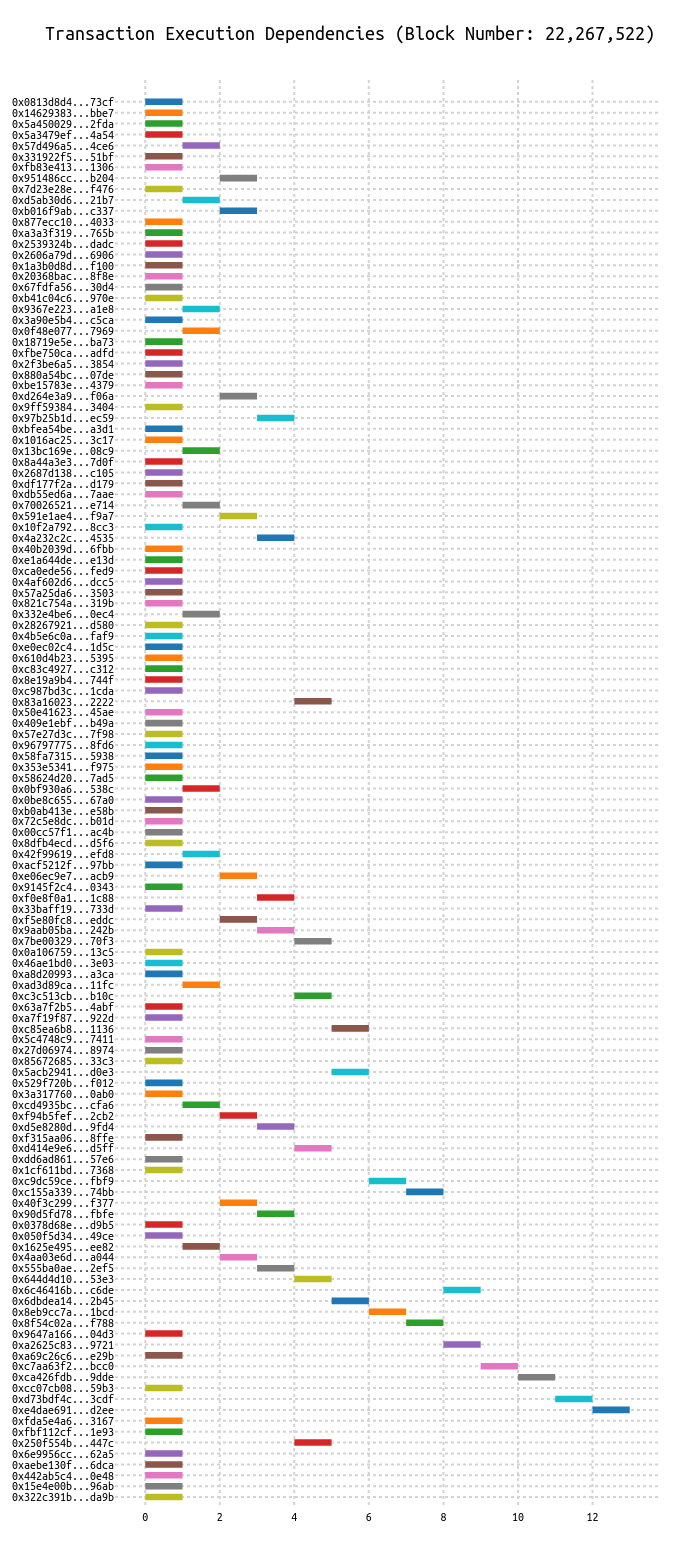 Transaction Execution Dependencies (Block Number: 22,267,522)
0x0813d8d4...73cf
0x14629383...bbe7
0x5a450029...2fda
0x5a3479ef...4a54
0x57d496a5...4ce6
0x331922f5...51bf
0xfb83e413...1306
0x951486cc...b204
0x7d23e28e...f476
0xd5ab30d6...21b7
0xb016f9ab...c337
0x877ecc10...4033
0xa3a3f319...765b
0x2539324b...dadc
0x2606a79d...6906
0x1a3b0d8d...f100
0x20368bac...8f8e
0x67fdfa56...30d4
0xb41c04c6...970e
0x9367e223...a1e8
0x3a90e5b4...c5ca
0x0f48e077...7969
0x18719e5e...ba73
0xfbe750ca...adfd
0x2f3be6a5...3854
0x880a54bc...07de
0xbe15783e...4379
0xd264e3a9...f06a
0x9ff59384...3404
0x97b25b1d...ec59
0xbfea54be...a3d1
0x1016ac25...3c17
0x13bc169e...08c9
0x8a44a3e3...7d0f
0x2687d138...c105
0xdf177f2a...d179
0xdb55ed6a...7aae
0x70026521...e714
0x591e1ae4...f9a7
0x10f2a792...8cc3
0x4a232c2c...4535
0x40b2039d...6fbb
0xe1a644de...e13d
0xca0ede56...fed9
0x4af602d6...dcc5
0x57a25da6...3503
0x821c754a...319b
0x332e4be6...0ec4
0x28267921...d580
0x4b5e6c0a...faf9
0xe0ec02c4...1d5c
0x610d4b23...5395
0xc83c4927...c312
0x8e19a9b4...744f
0xc987bd3c...1cda
0x83a16023...2222
0x50e41623...45ae
0x409e1ebf...b49a
0x57e27d3c...7f98
0x96797775...8fd6
0x58fa7315...5938
0x353e5341...f975
0x58624d20...7ad5
0x0bf930a6...538c
0x0be8c655...67a0
0xb0ab413e...e58b
0x72c5e8dc...b01d
0x00cc57f1...ac4b
0x8dfb4ecd...d5f6
0x42f99619...efd8
0xacf5212f...97bb
0xe06ec9e7...acb9
0x9145f2c4...0343
0xf0e8f0a1...1c88
0x33baff19...733d
0xf5e80fc8...eddc
0x9aab05ba...242b
0x7be00329...70f3
0x0a106759...13c5
0x46ae1bd0...3e03
0xa8d20993...a3ca
0xad3d89ca...11fc
0xc3c513cb...b10c
0x63a7f2b5...4abf
0xa7f19f87...922d
0xc85ea6b8...1136
0x5c4748c9...7411
0x27d06974...8974
0x85672685...33c3
0x5acb2941...d0e3
0x529f720b...f012
0x3a317760...0ab0
0xcd4935bc...cfa6
0xf94b5fef...2cb2
0xd5e8280d...9fd4
0xf315aa06...8ffe
0xd414e9e6...d5ff
0xdd6ad861...57e6
0x1cf611bd...7368
0xc9dc59ce...fbf9
0xc155a339...74bb
0x40f3c299...f377
0x90d5fd78...fbfe
0x0378d68e...d9b5
0x050f5d34...49ce
0x1625e495...ee82
0x4aa03e6d...a044
0x555ba0ae...2ef5
0x644d4d10...53e3
0x6c46416b...c6de
0x6dbdea14...2b45
0x8eb9cc7a...1bcd
0x8f54c02a...f788
0x9647a166...04d3
0xa2625c83...9721
0xa69c26c6...e29b
0xc7aa63f2...bcc0
0xca426fdb...9dde
0xcc07cb08...59b3
0xd73bdf4c...3cdf
0xe4dae691...d2ee
0xfda5e4a6...3167
0xfbf112cf...1e93
0x250f554b...447c
0x6e9956cc...62a5
0xaebe130f...6dca
0x442ab5c4...0e48
0x15e4e00b...96ab
0x322c391b...da9b
0 2 4 6 8 10 12